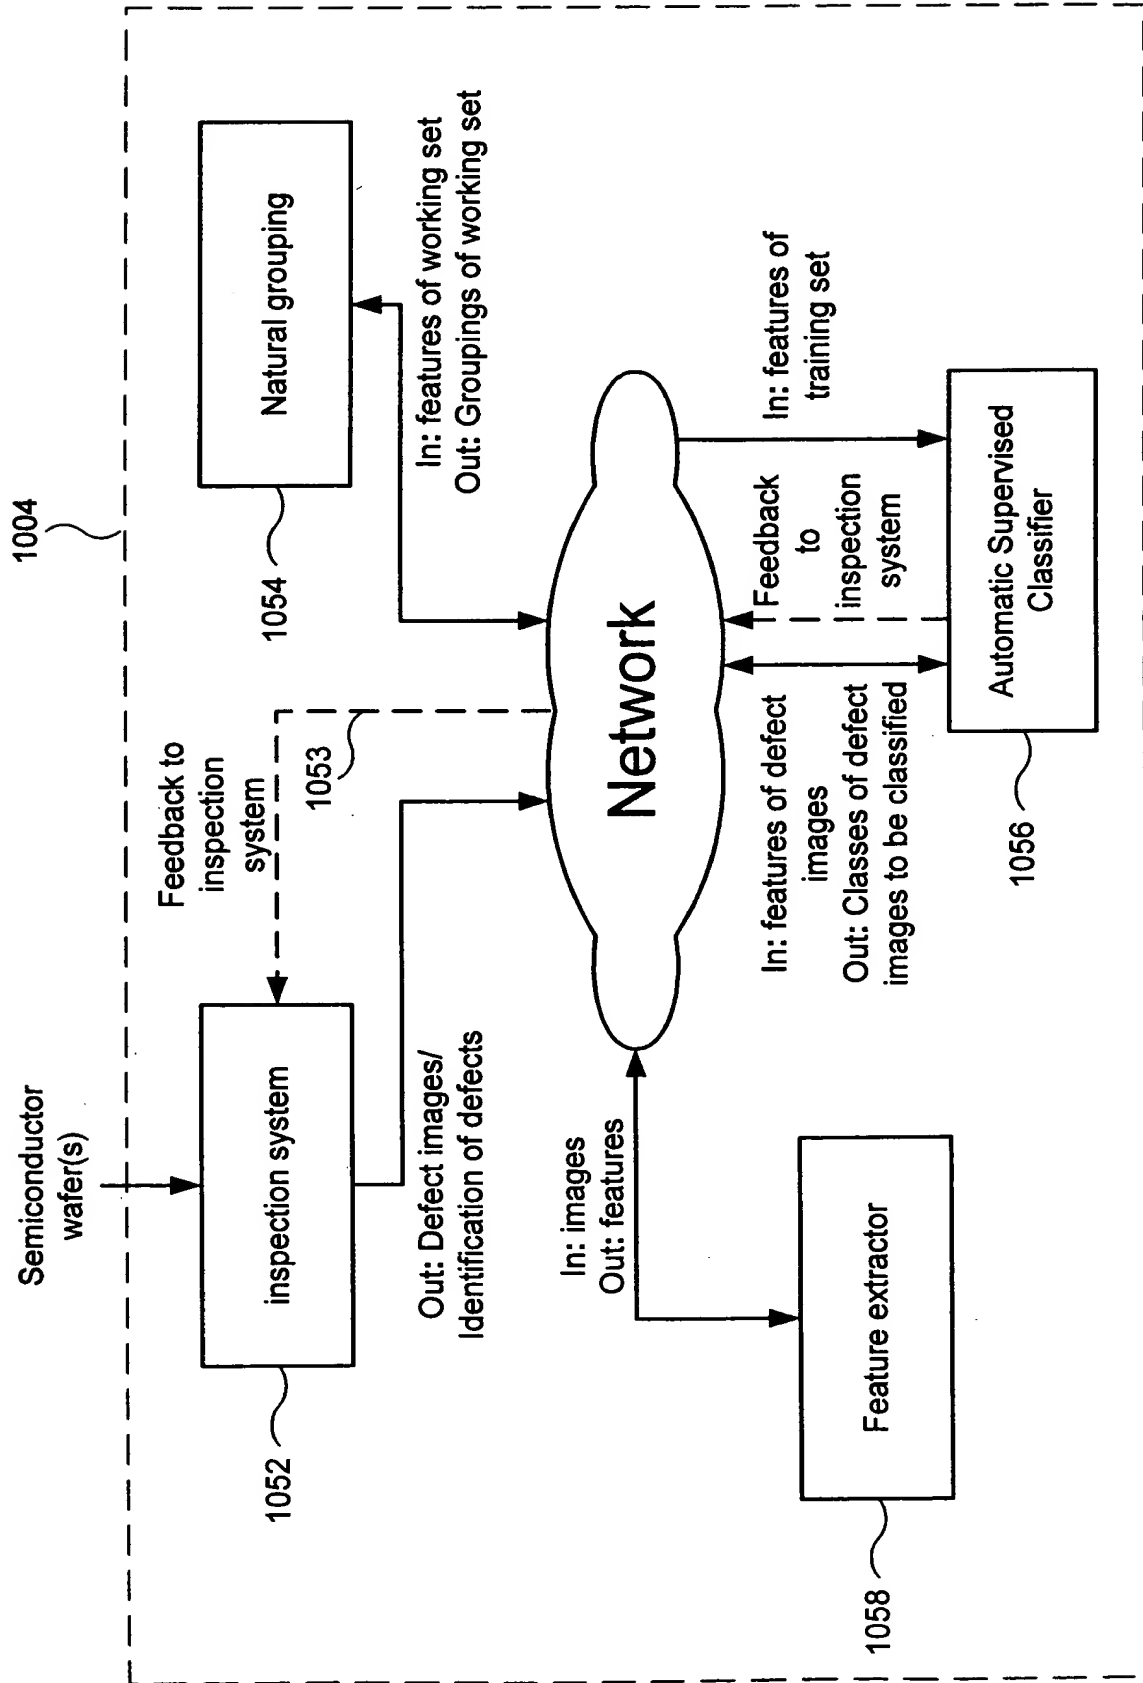 1004
Semiconductor
wafer(s)
inspection system
1052
Feedback to
inspection
system
1053
Out: Defect images/
Identification of defects
Natural grouping
1054
In: features of working set
Out: Groupings of working set
Network
In: images
Out: features
Feature extractor
1058
In: features of defect
images
Out: Classes of defect
images to be classified
Feedback
to
inspection
system
In: features of
training set
Automatic Supervised
Classifier
1056